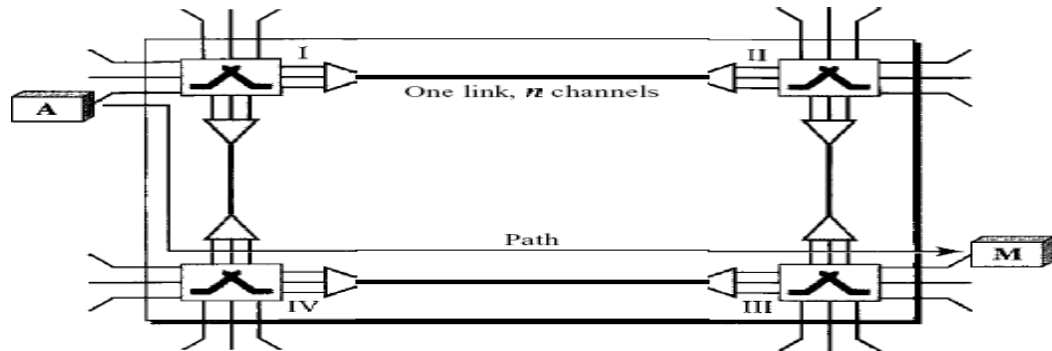 I
II
One link, n channels
A
Path
M
IV
III